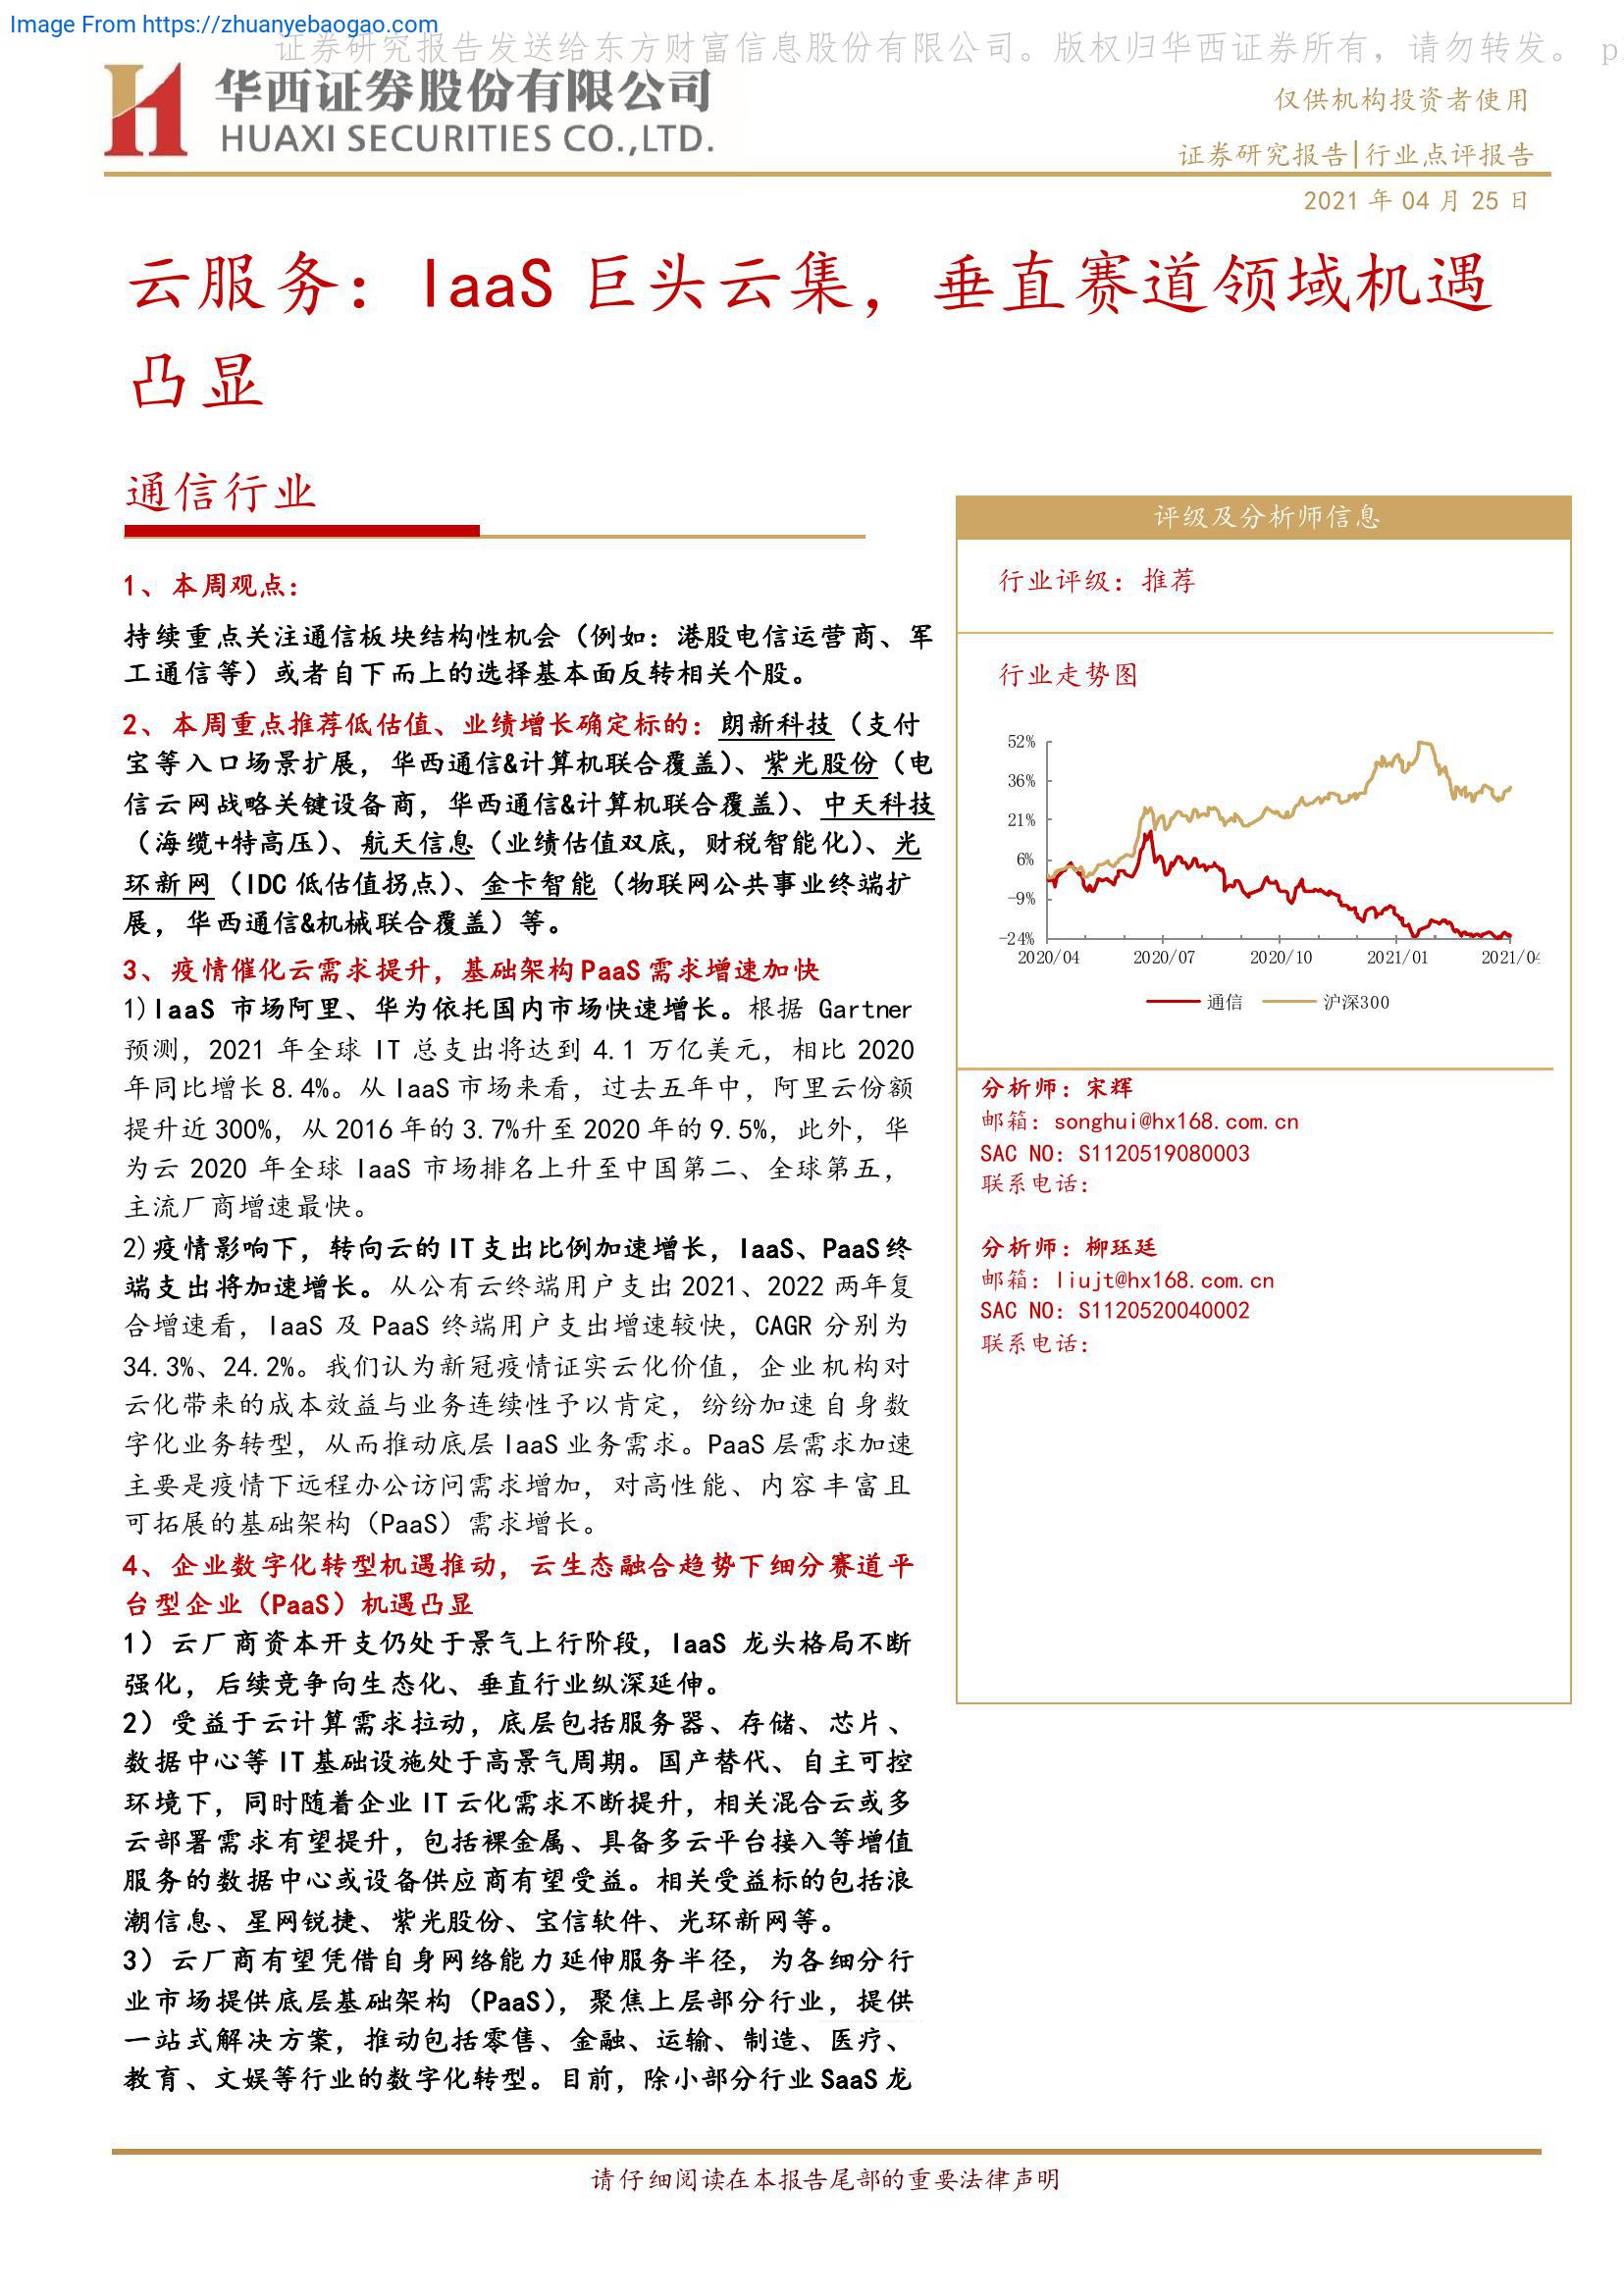 Image From https://zhuanyebaogao.com
证券研究报告发送给东方财富信息股份有限公司。版权归华西证券所有，请勿转发。 p
华西证券股份有限公司
HUAXI SECURITIES CO.,LTD.
仅供机构投资者使用
证券研究报告|行业点评报告
2021 年 04 月 25 日
云服务：IaaS 巨头云集，垂直赛道领域机遇
凸显
通信行业
1、本周观点：
持续重点关注通信板块结构性机会（例如：港股电信运营商、军
工通信等）或者自下而上的选择基本面反转相关个股。
2、本周重点推荐低估值、业绩增长确定标的：朗新科技（支付
宝等入口场景扩展，华西通信&计算机联合覆盖）、紫光股份（电
信云网战略关键设备商，华西通信&计算机联合覆盖）、中天科技
（海缆+特高压）、航天信息（业绩估值双底，财税智能化）、光
环新网（IDC 低估值拐点）、金卡智能（物联网公共事业终端扩
展，华西通信&机械联合覆盖）等。
3、疫情催化云需求提升，基础架构 PaaS 需求增速加快
1)IaaS 市场阿里、华为依托国内市场快速增长。根据 Gartner
预测，2021 年全球 IT 总支出将达到 4.1 万亿美元，相比 2020
年同比增长 8.4%。从 IaaS 市场来看，过去五年中，阿里云份额
提升近 300%，从 2016 年的 3.7%升至 2020 年的 9.5%，此外，华
为云 2020 年全球 IaaS 市场排名上升至中国第二、全球第五，
主流厂商增速最快。
2)疫情影响下，转向云的 IT 支出比例加速增长，IaaS、PaaS 终
端支出将加速增长。从公有云终端用户支出 2021、2022 两年复
合增速看，IaaS 及 PaaS 终端用户支出增速较快，CAGR 分别为
34.3%、24.2%。我们认为新冠疫情证实云化价值，企业机构对
云化带来的成本效益与业务连续性予以肯定，纷纷加速自身数
字化业务转型，从而推动底层 IaaS 业务需求。PaaS 层需求加速
主要是疫情下远程办公访问需求增加，对高性能、内容丰富且
可拓展的基础架构（PaaS）需求增长。
4、企业数字化转型机遇推动，云生态融合趋势下细分赛道平
台型企业（PaaS）机遇凸显
1）云厂商资本开支仍处于景气上行阶段，IaaS 龙头格局不断
强化，后续竞争向生态化、垂直行业纵深延伸。
2）受益于云计算需求拉动，底层包括服务器、存储、芯片、
数据中心等 IT 基础设施处于高景气周期。国产替代、自主可控
环境下，同时随着企业 IT 云化需求不断提升，相关混合云或多
云部署需求有望提升，包括裸金属、具备多云平台接入等增值
服务的数据中心或设备供应商有望受益。相关受益标的包括浪
潮信息、星网锐捷、紫光股份、宝信软件、光环新网等。
3）云厂商有望凭借自身网络能力延伸服务半径，为各细分行
业市场提供底层基础架构（PaaS），聚焦上层部分行业，提供
一站式解决方案，推动包括零售、金融、运输、制造、医疗、
教育、文娱等行业的数字化转型。目前，除小部分行业 SaaS 龙
评级及分析师信息
行业评级：推荐
行业走势图
52%
36%
21%
6%
-9%
-24%
2020/04 2020/07 2020/10 2021/01 2021/04
通信 沪深300
分析师：宋辉
邮箱：songhui@hx168.com.cn
SAC NO：S1120519080003
联系电话：
分析师：柳珏廷
邮箱：liujt@hx168.com.cn
SAC NO：S1120520040002
联系电话：
请仔细阅读在本报告尾部的重要法律声明